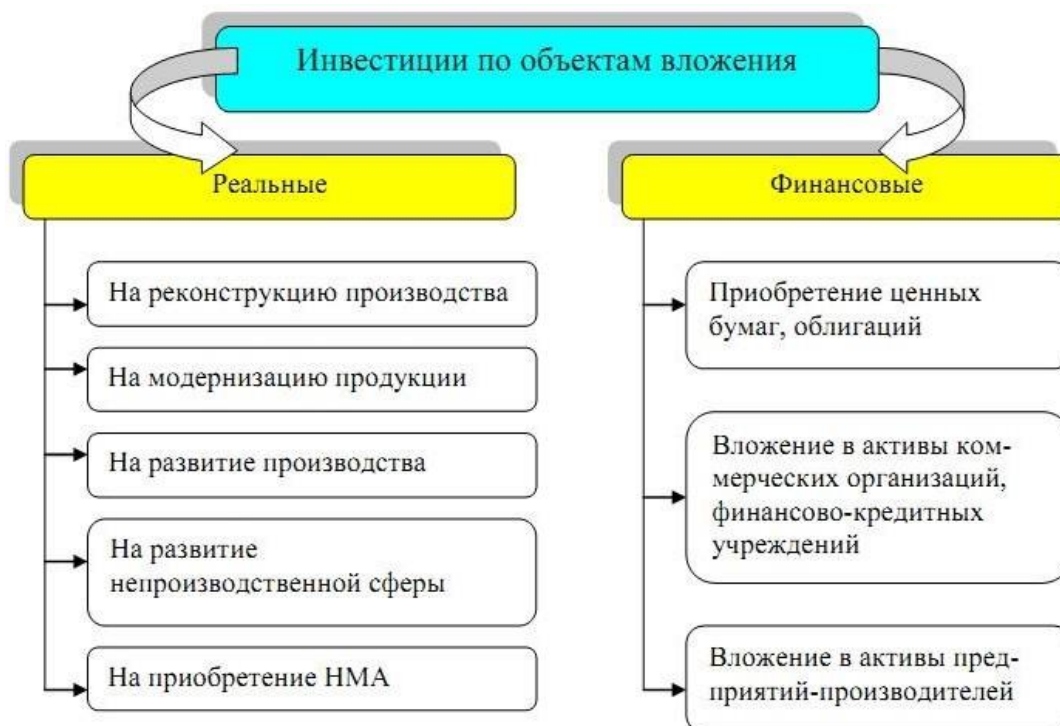 Инвестиции по объектам вложения
Реальные
На реконструкцию производства
На модернизацию продукции
На развитие производства
На развитие
непроизводственной сферы
На приобретение НМА
Финансовые
Приобретение ценных
бумаг, облигаций
Вложение в активы ком-
мерческих организаций,
финансово-кредитных
учреждений
Вложение в активы пред-
приятий-производителей